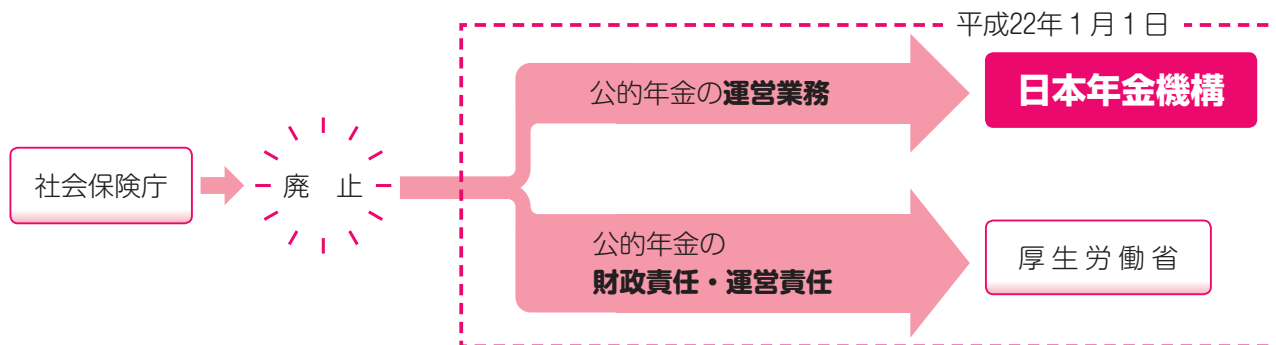 平成22年１月１日
公的年金の運営業務
日本年金機構
社会保険庁
廃　止
公的年金の
財政責任・運営責任
厚生労働省